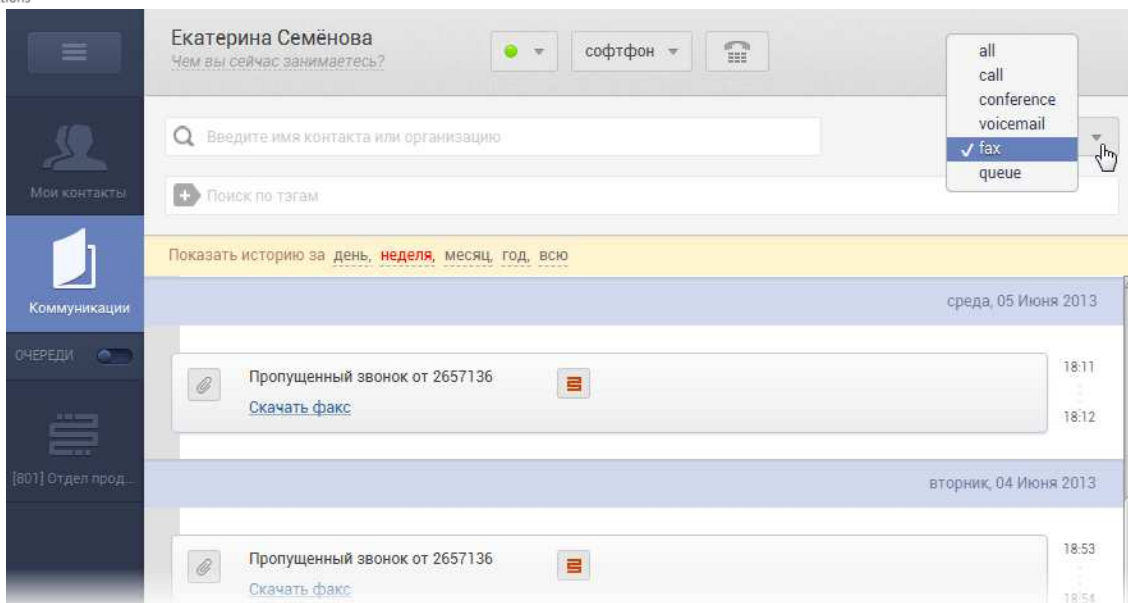 Екатерина Семёнова
Чем вы сейчас занимаетесь?
софтфон
all
call
conference
voicemail
✓ fax
queue
Введите имя контакта или организацию
Поиск по тэгам
Мои контакты
Коммуникации
ОЧЕРЕДИ
[801] Отдел прод...
Показать историю за день, неделя, месяц, год, всю
среда, 05 Июня 2013
Пропущенный звонок от 2657136
Скачать факс
18:11
18:12
вторник, 04 Июня 2013
Пропущенный звонок от 2657136
Скачать факс
18:53
18:54